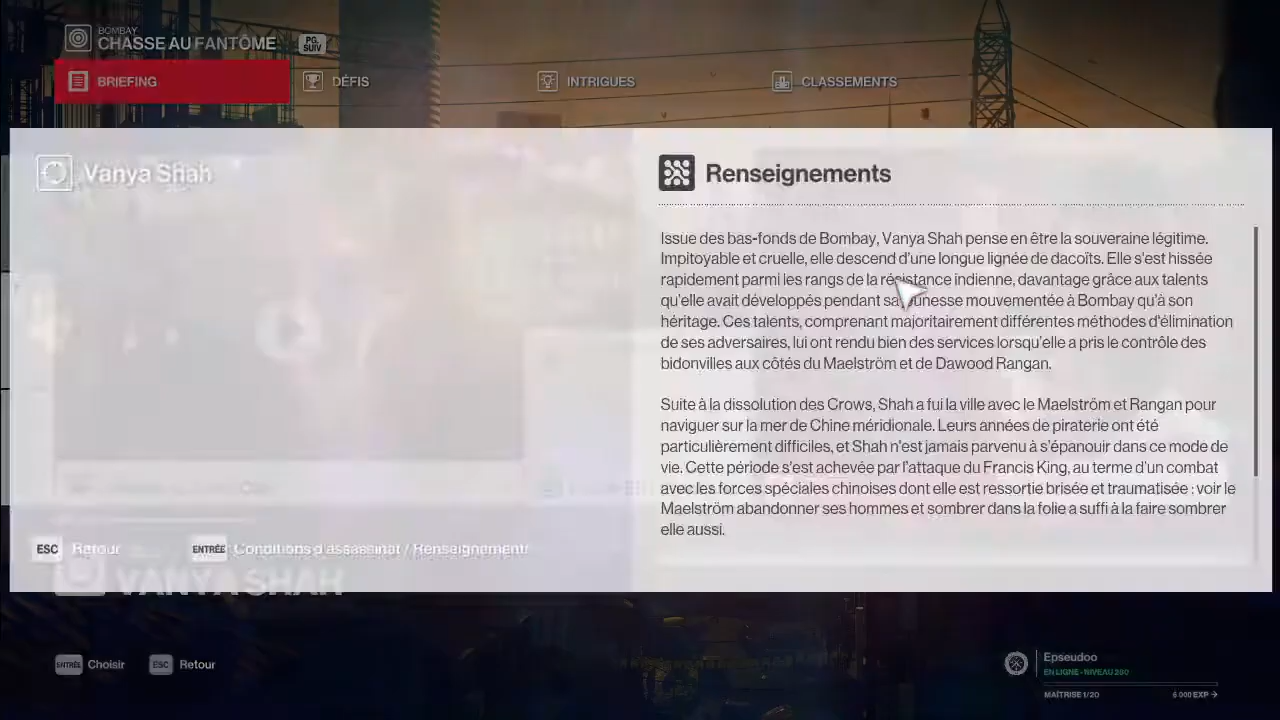 BOMBAY
CHASSE AU FANTÔME
PG. SUIV
BRIEFING
DÉFIS
INTRIGUES
CLASSEMENTS
Vanya Shah
Renseignements
Issue des bas-fonds de Bombay, Vanya Shah pense en être la souveraine légitime.
Impitoyable et cruelle, elle descend d'une longue lignée de dacoïts. Elle s'est hissée
rapidement parmi les rangs de la résistance indienne, davantage grâce aux talents
qu'elle avait développés pendant sa jeunesse mouvementée à Bombay qu'à son
héritage. Ces talents, comprenant majoritairement différentes méthodes d'élimination
de ses adversaires, lui ont rendu bien des services lorsqu'elle a pris le contrôle des
bidonvilles aux côtés du Maelström et de Dawood Rangan.
Suite à la dissolution des Crows, Shah a fui la ville avec le Maelström et Rangan pour
naviguer sur la mer de Chine méridionale. Leurs années de piraterie ont été
particulièrement difficiles, et Shah n'est jamais parvenu à s'épanouir dans ce mode de
vie. Cette période s'est achevée par l'attaque du Francis King, au terme d'un combat
avec les forces spéciales chinoises dont elle est ressortie brisée et traumatisée : voir le
Maelström abandonner ses hommes et sombrer dans la folie a suffi à la faire sombrer
elle aussi.
ESC Retour
ENTRÉE Conditions d'assassinat / Renseignements
VANYA SHAH
ENTRÉE Choisir
ESC Retour
Epseudoo
EN LIGNE - NIVEAU 200
MAÎTRISE 1/20
6 000 EXP